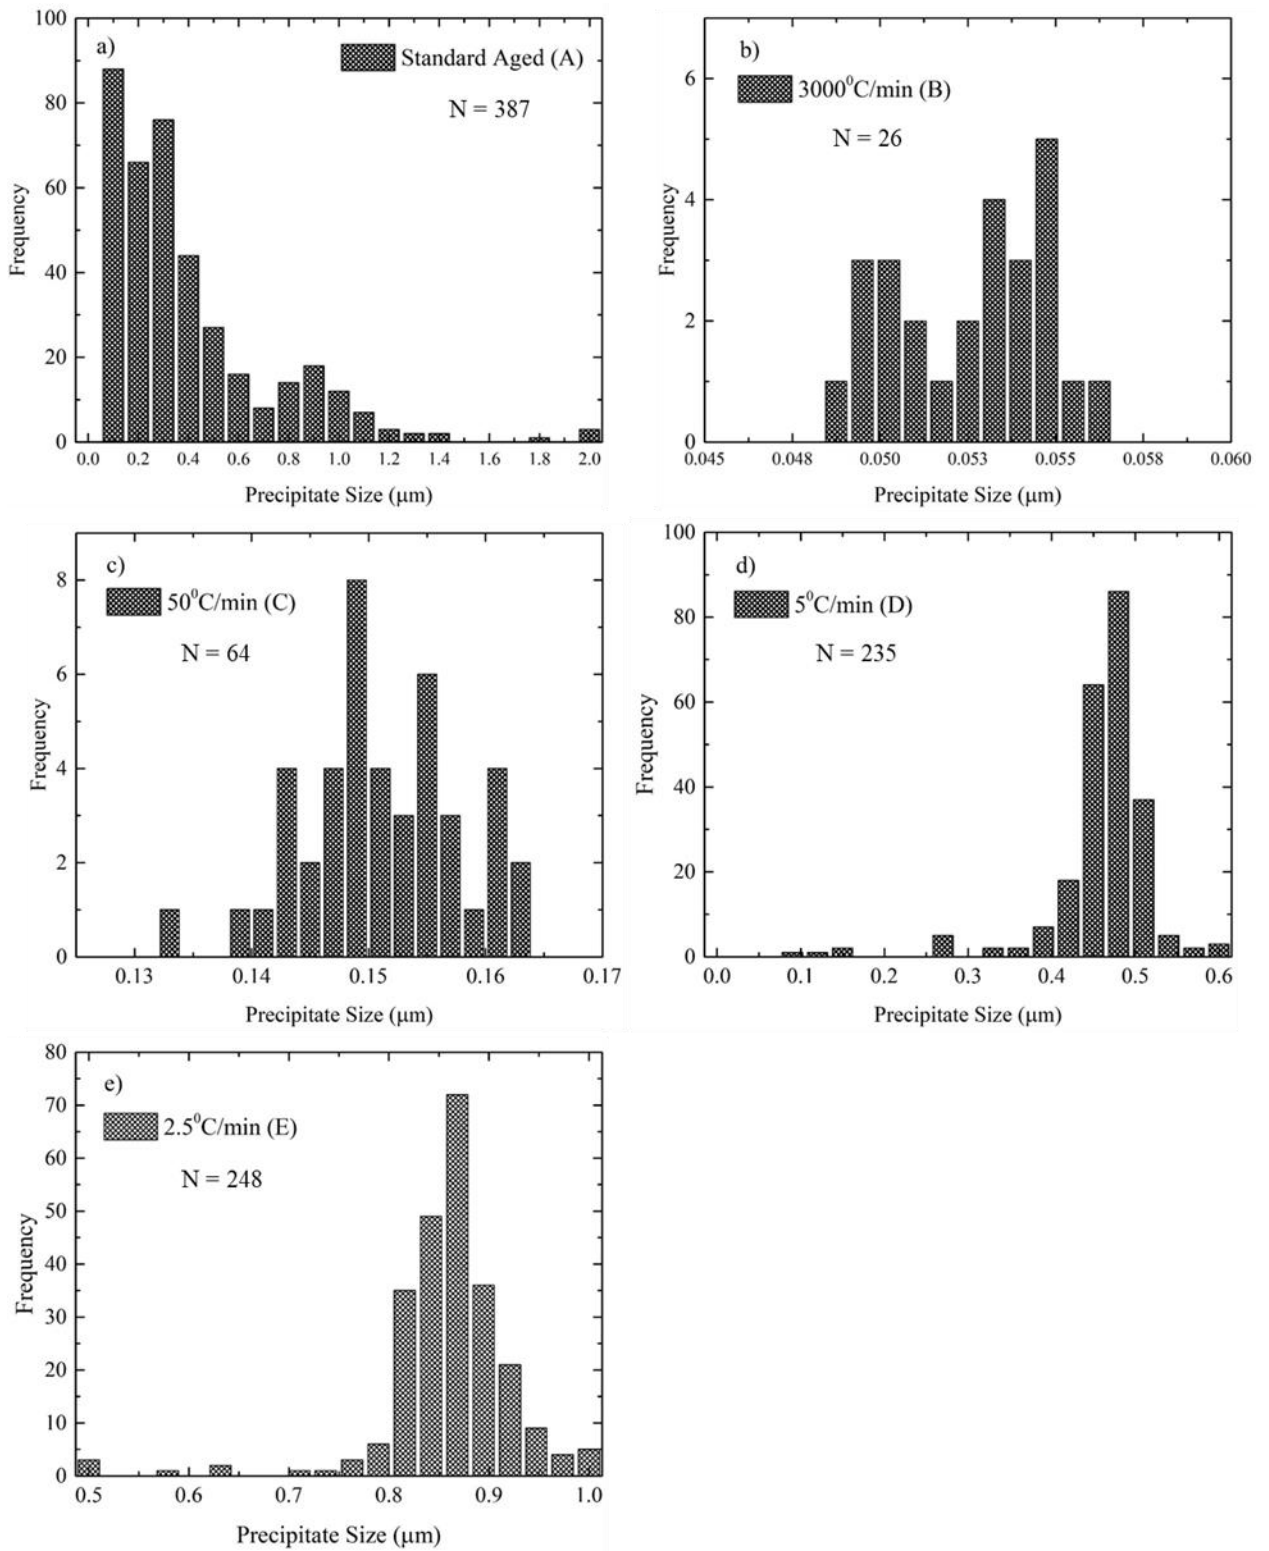 a)
Standard Aged (A)
N = 387
Frequency
100
80
60
40
20
0
0.0 0.2 0.4 0.6 0.8 1.0 1.2 1.4 1.6 1.8 2.0
Precipitate Size (μm)
b)
3000⁰C/min (B)
N = 26
Frequency
6
4
2
0
0.045 0.048 0.050 0.053 0.055 0.058 0.060
Precipitate Size (μm)
c)
50⁰C/min (C)
N = 64
Frequency
8
6
4
2
0
0.13 0.14 0.15 0.16 0.17
Precipitate Size (μm)
d)
5⁰C/min (D)
N = 235
Frequency
100
80
60
40
20
0
0.0 0.1 0.2 0.3 0.4 0.5 0.6
Precipitate Size (μm)
e)
2.5⁰C/min (E)
N = 248
Frequency
80
70
60
50
40
30
20
10
0
0.5 0.6 0.7 0.8 0.9 1.0
Precipitate Size (μm)